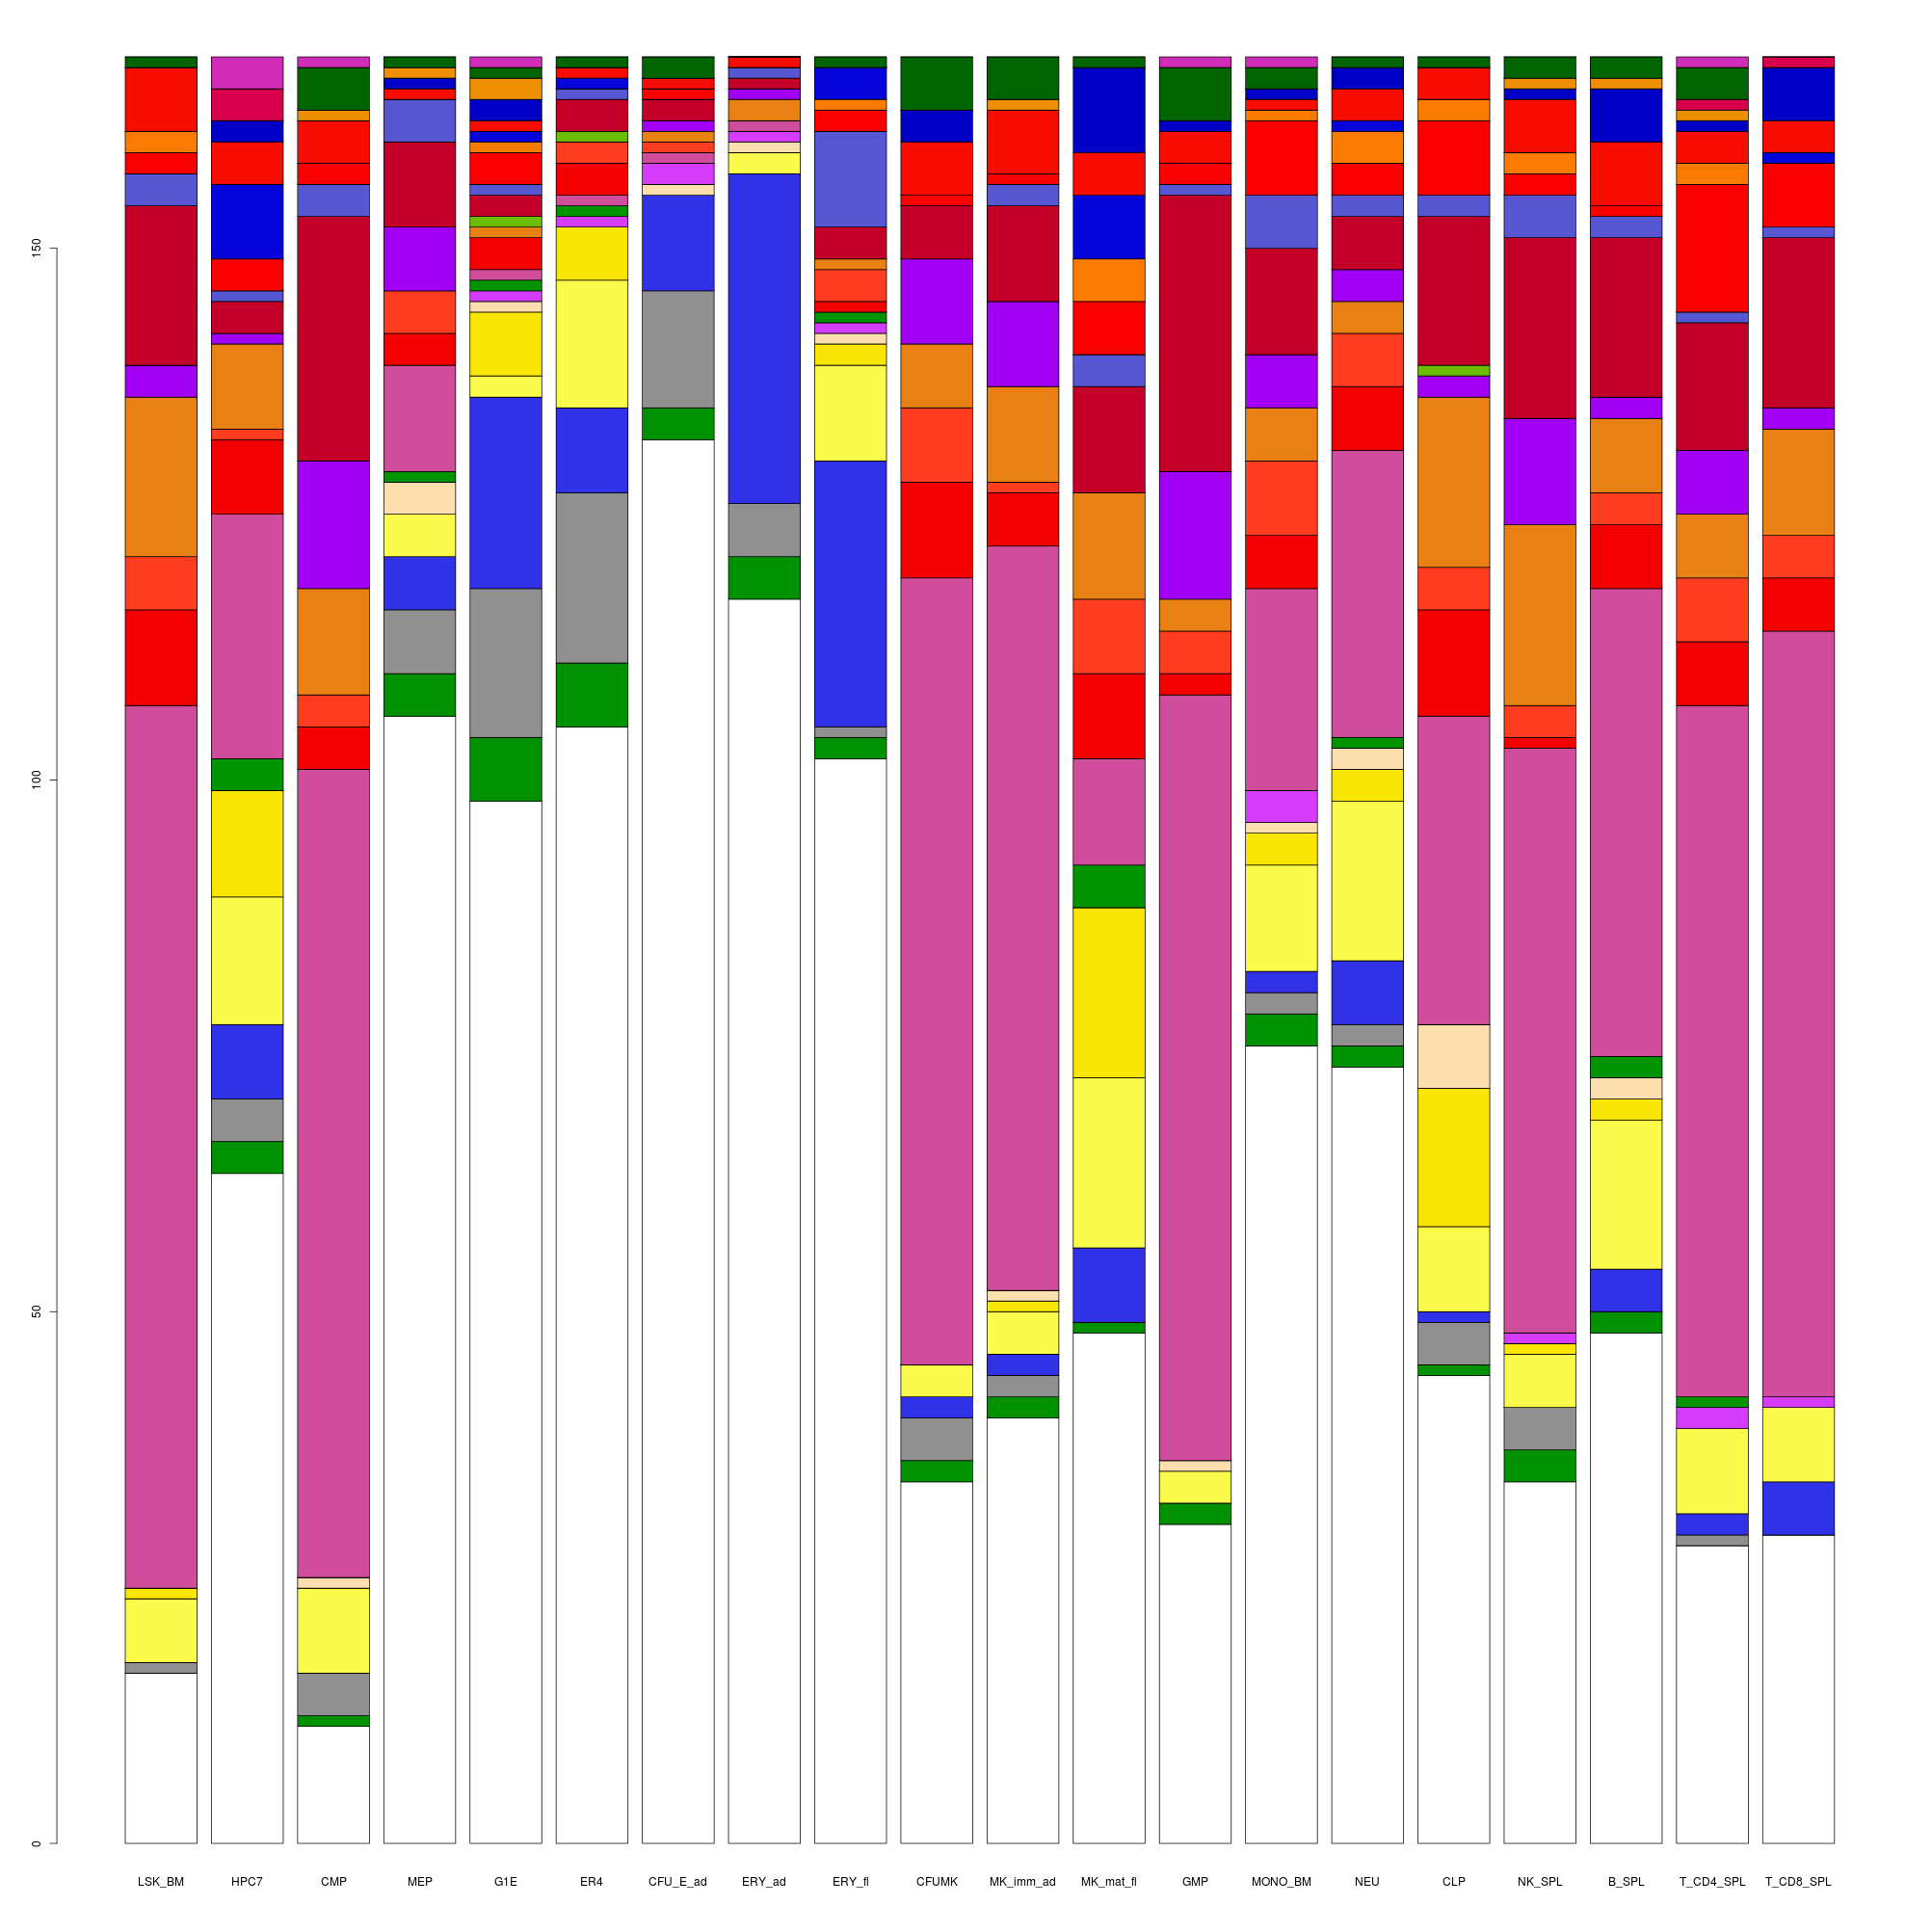 150
100
50
0
LSK_BM HPC7 CMP MEP G1E ER4 CFU_E_ad ERY_ad ERY_fl CFUMK MK_imm_ad MK_mat_fl GMP MONO_BM NEU CLP NK_SPL B_SPL T_CD4_SPL T_CD8_SPL